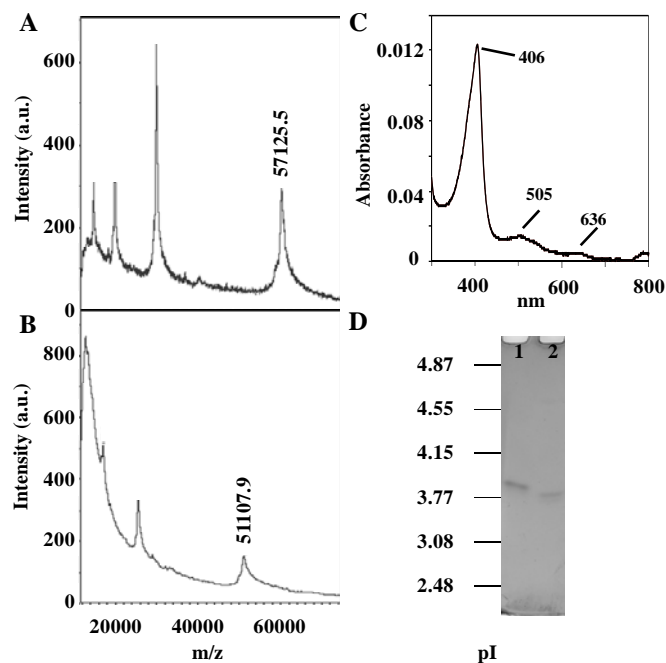 A
Intensity (a.u.)
600
400
200
0
57125.5
B
Intensity (a.u.)
800
600
400
200
0
51107.9
20000 40000 60000
m/z
C
Absorbance
0.012
0.08
0.04
0
406
505
636
400 600 800
nm
D
1 2
4.87
4.55
4.15
3.77
3.08
2.48
pI